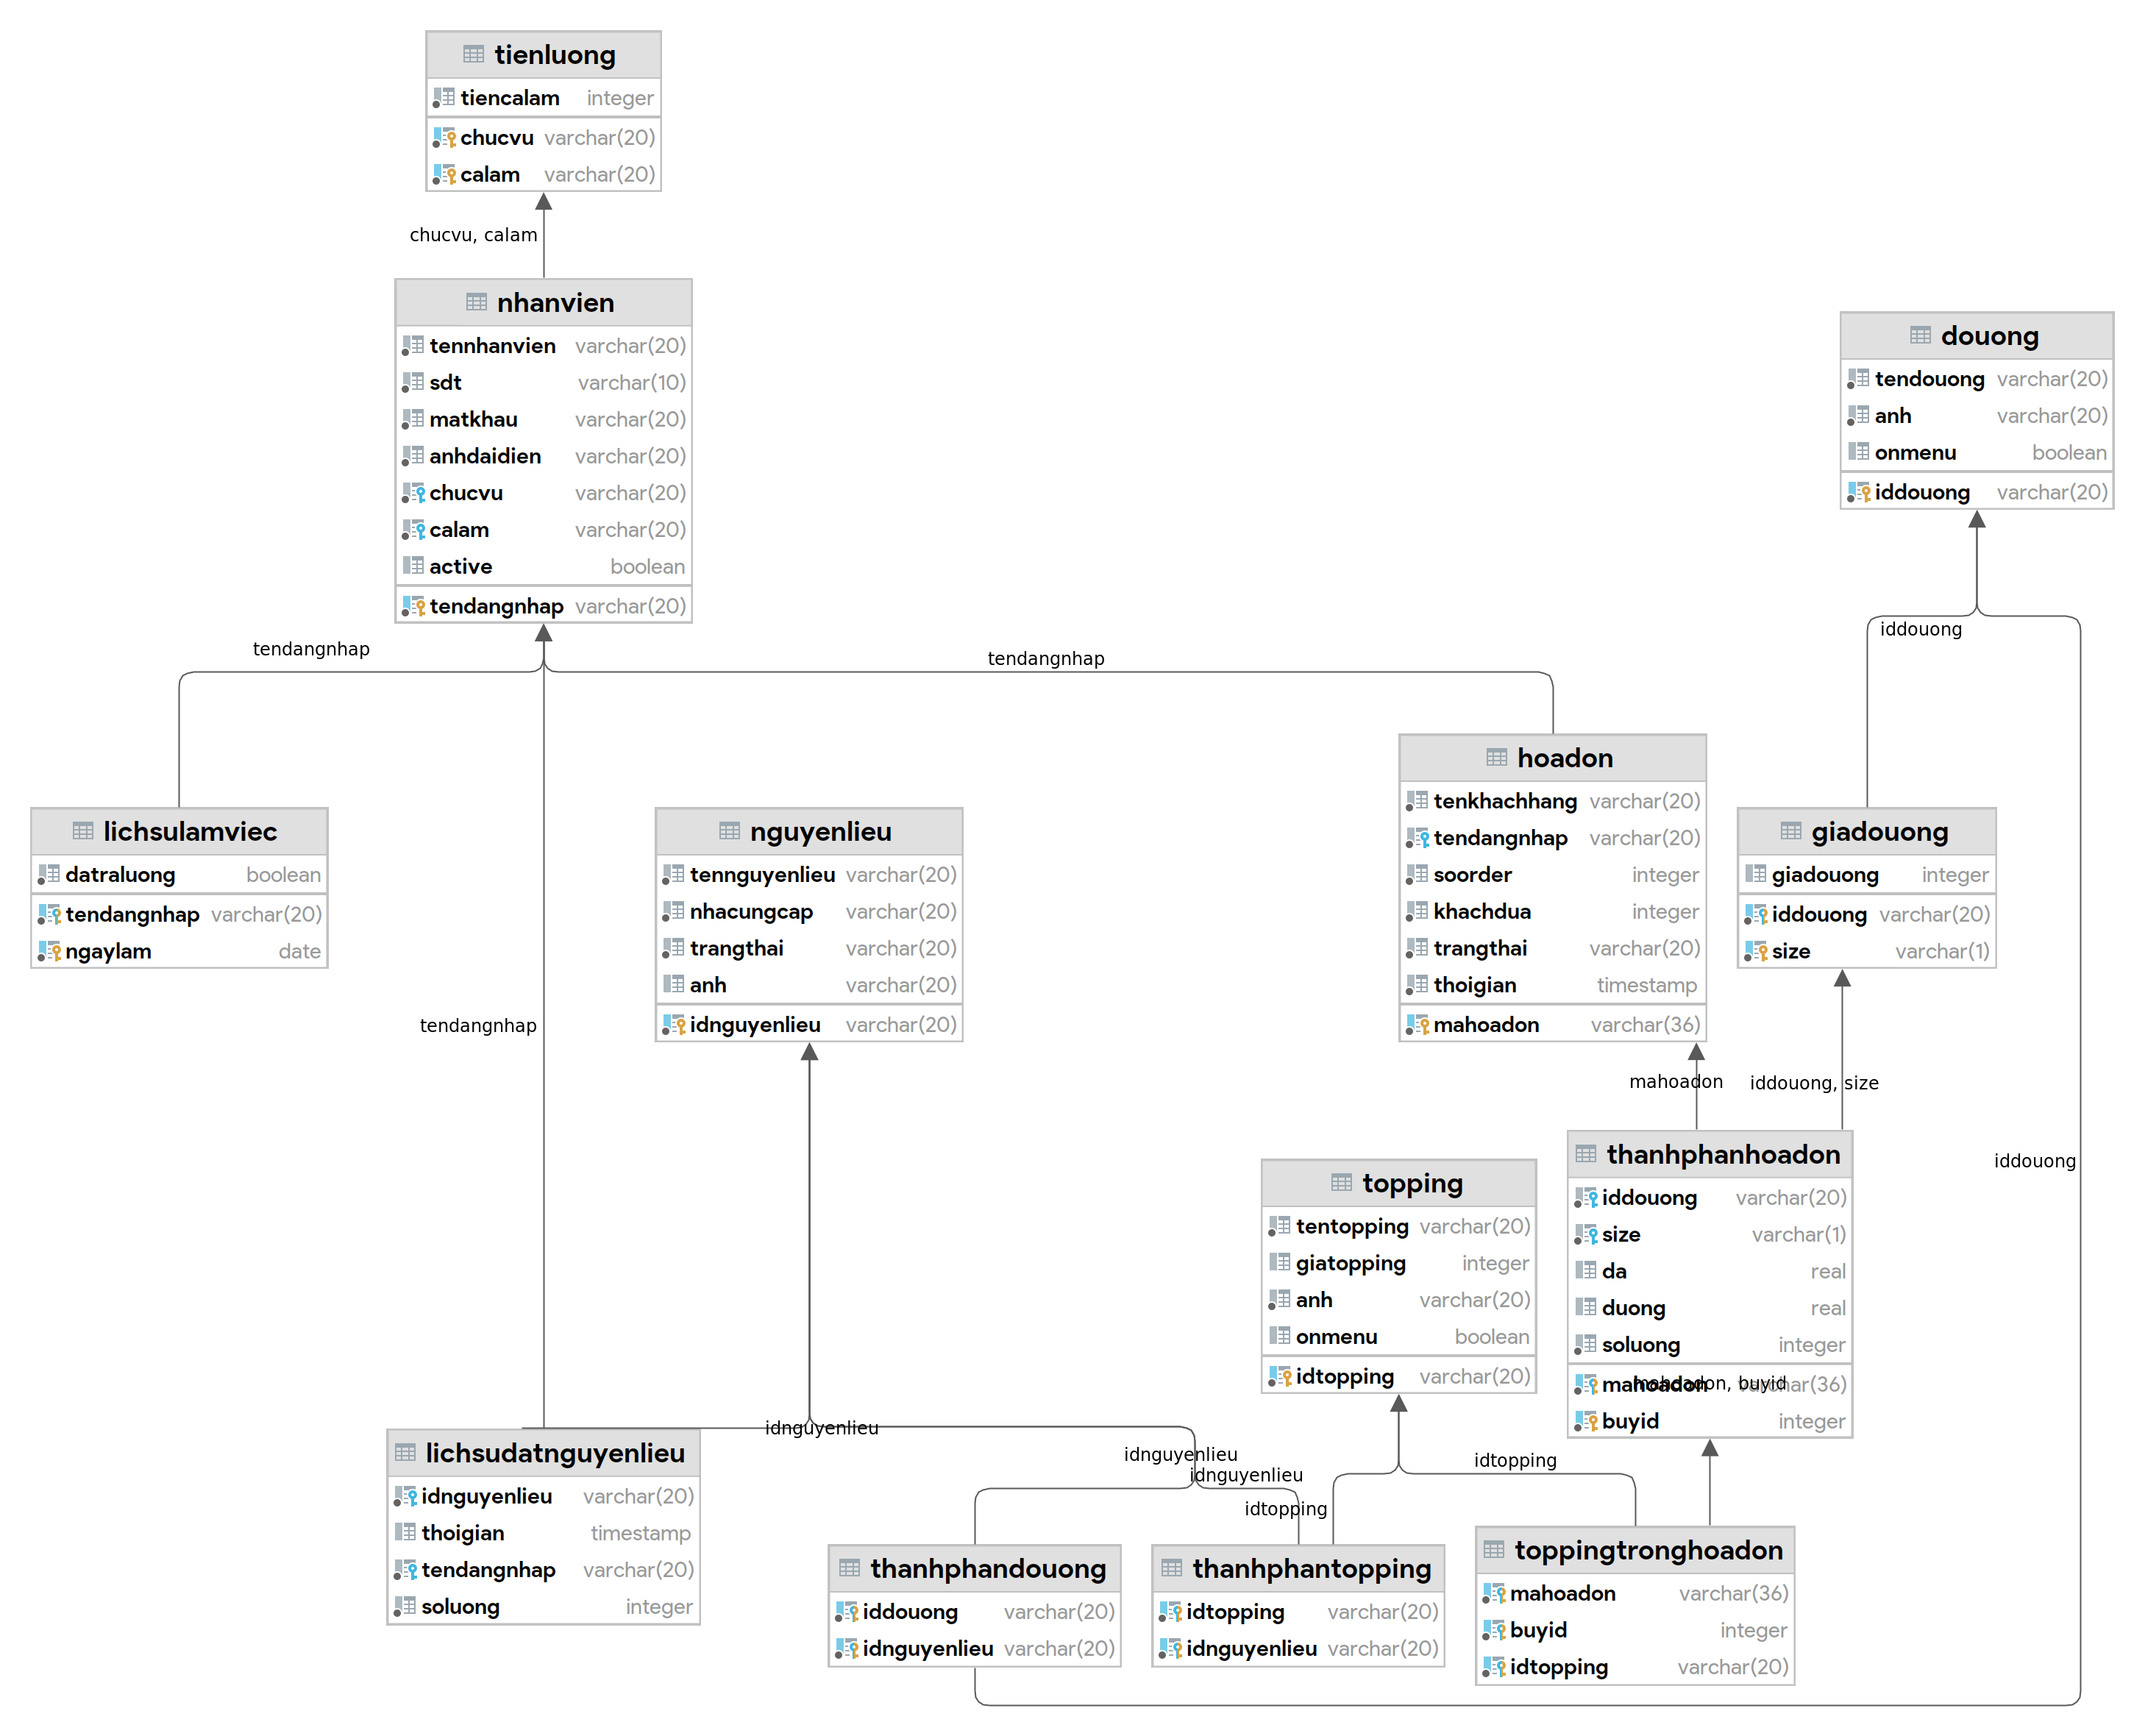 tienluong
tiencalam integer
chucvu varchar(20)
calam varchar(20)
chucvu, calam
nhanvien
tennhanvien varchar(20)
sdt varchar(10)
matkhau varchar(20)
anhdaidien varchar(20)
chucvu varchar(20)
calam varchar(20)
active boolean
tendangnhap varchar(20)
douong
tendouong varchar(20)
anh varchar(20)
onmenu boolean
iddouong varchar(20)
tendangnhap
tendangnhap
iddouong
lichsulamviec
datraluong boolean
tendangnhap varchar(20)
ngaylam date
tendangnhap
nguyenlieu
tennguyenlieu varchar(20)
nhacungcap varchar(20)
trangthai varchar(20)
anh varchar(20)
idnguyenlieu varchar(20)
hoadon
tenkhachhang varchar(20)
tendangnhap varchar(20)
soorder integer
khachdua integer
trangthai varchar(20)
thoigian timestamp
mahoadon varchar(36)
giadouong
giadouong integer
iddouong varchar(20)
size varchar(1)
mahoadon
iddouong, size
iddouong
topping
tentopping varchar(20)
giatopping integer
anh varchar(20)
onmenu boolean
idtopping varchar(20)
thanhphanhoadon
iddouong varchar(20)
size varchar(1)
da real
duong real
soluong integer
mahoadon varchar(36)
mahoadon, buyid
buyid integer
idnguyenlieu
idnguyenlieu
idnguyenlieu
idtopping
idtopping
lichsudatnguyenlieu
idnguyenlieu varchar(20)
thoigian timestamp
tendangnhap varchar(20)
soluong integer
thanhphandouong
iddouong varchar(20)
idnguyenlieu varchar(20)
thanhphantopping
idtopping varchar(20)
idnguyenlieu varchar(20)
toppingtronghoadon
mahoadon varchar(36)
buyid integer
idtopping varchar(20)